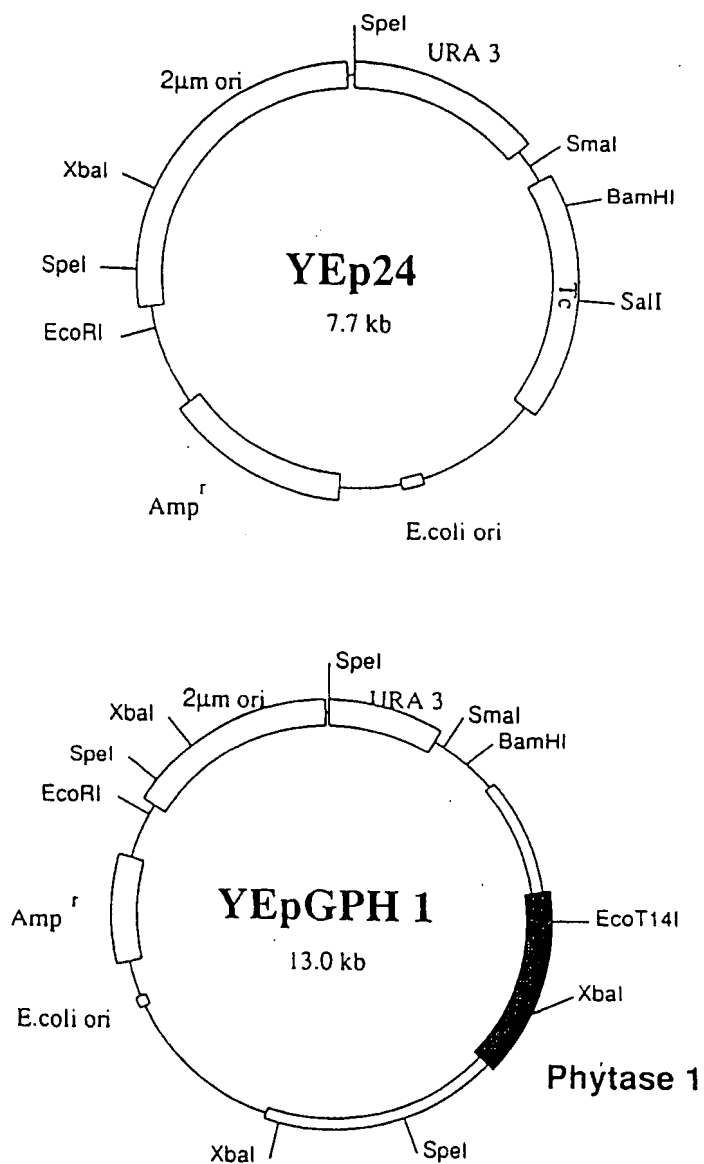 SpeI
URA 3
2μm ori
SmaI
XbaI
BamHI
YEp24
SpeI
Tc
SalI
7.7 kb
EcoRI
Amp r
E.coli ori
SpeI
2μm ori
URA 3
XbaI
SmaI
SpeI
BamHI
EcoRI
YEpGPH 1
Amp r
EcoT14I
13.0 kb
XbaI
E.coli ori
Phytase 1
XbaI
SpeI